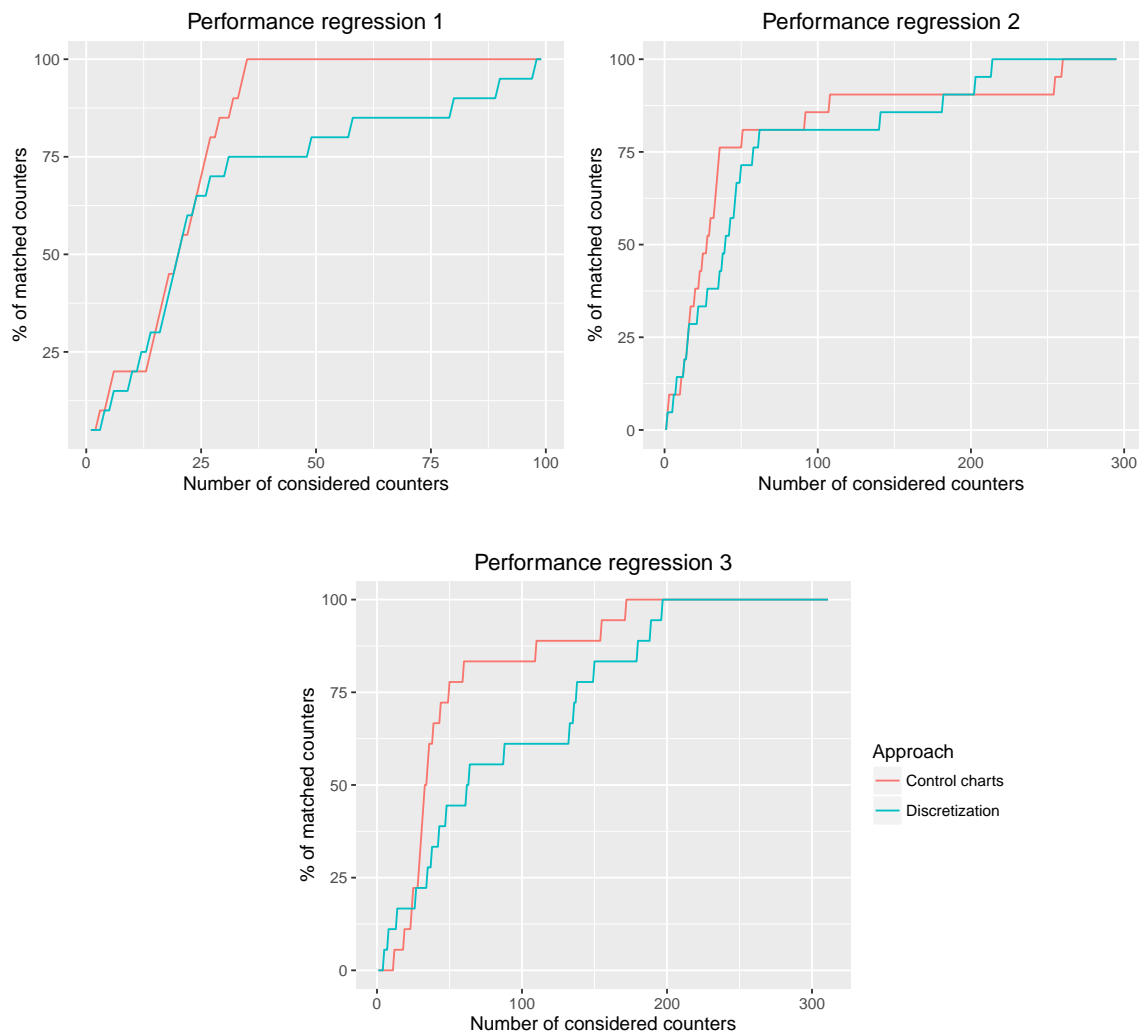 Performance regression 1
% of matched counters
100
75
50
25
0
25
50
75
100
Number of considered counters
Performance regression 2
% of matched counters
100
75
50
25
0
0
100
200
300
Number of considered counters
Performance regression 3
% of matched counters
100
75
50
25
0
0
100
200
300
Number of considered counters
Approach
Control charts
Discretization